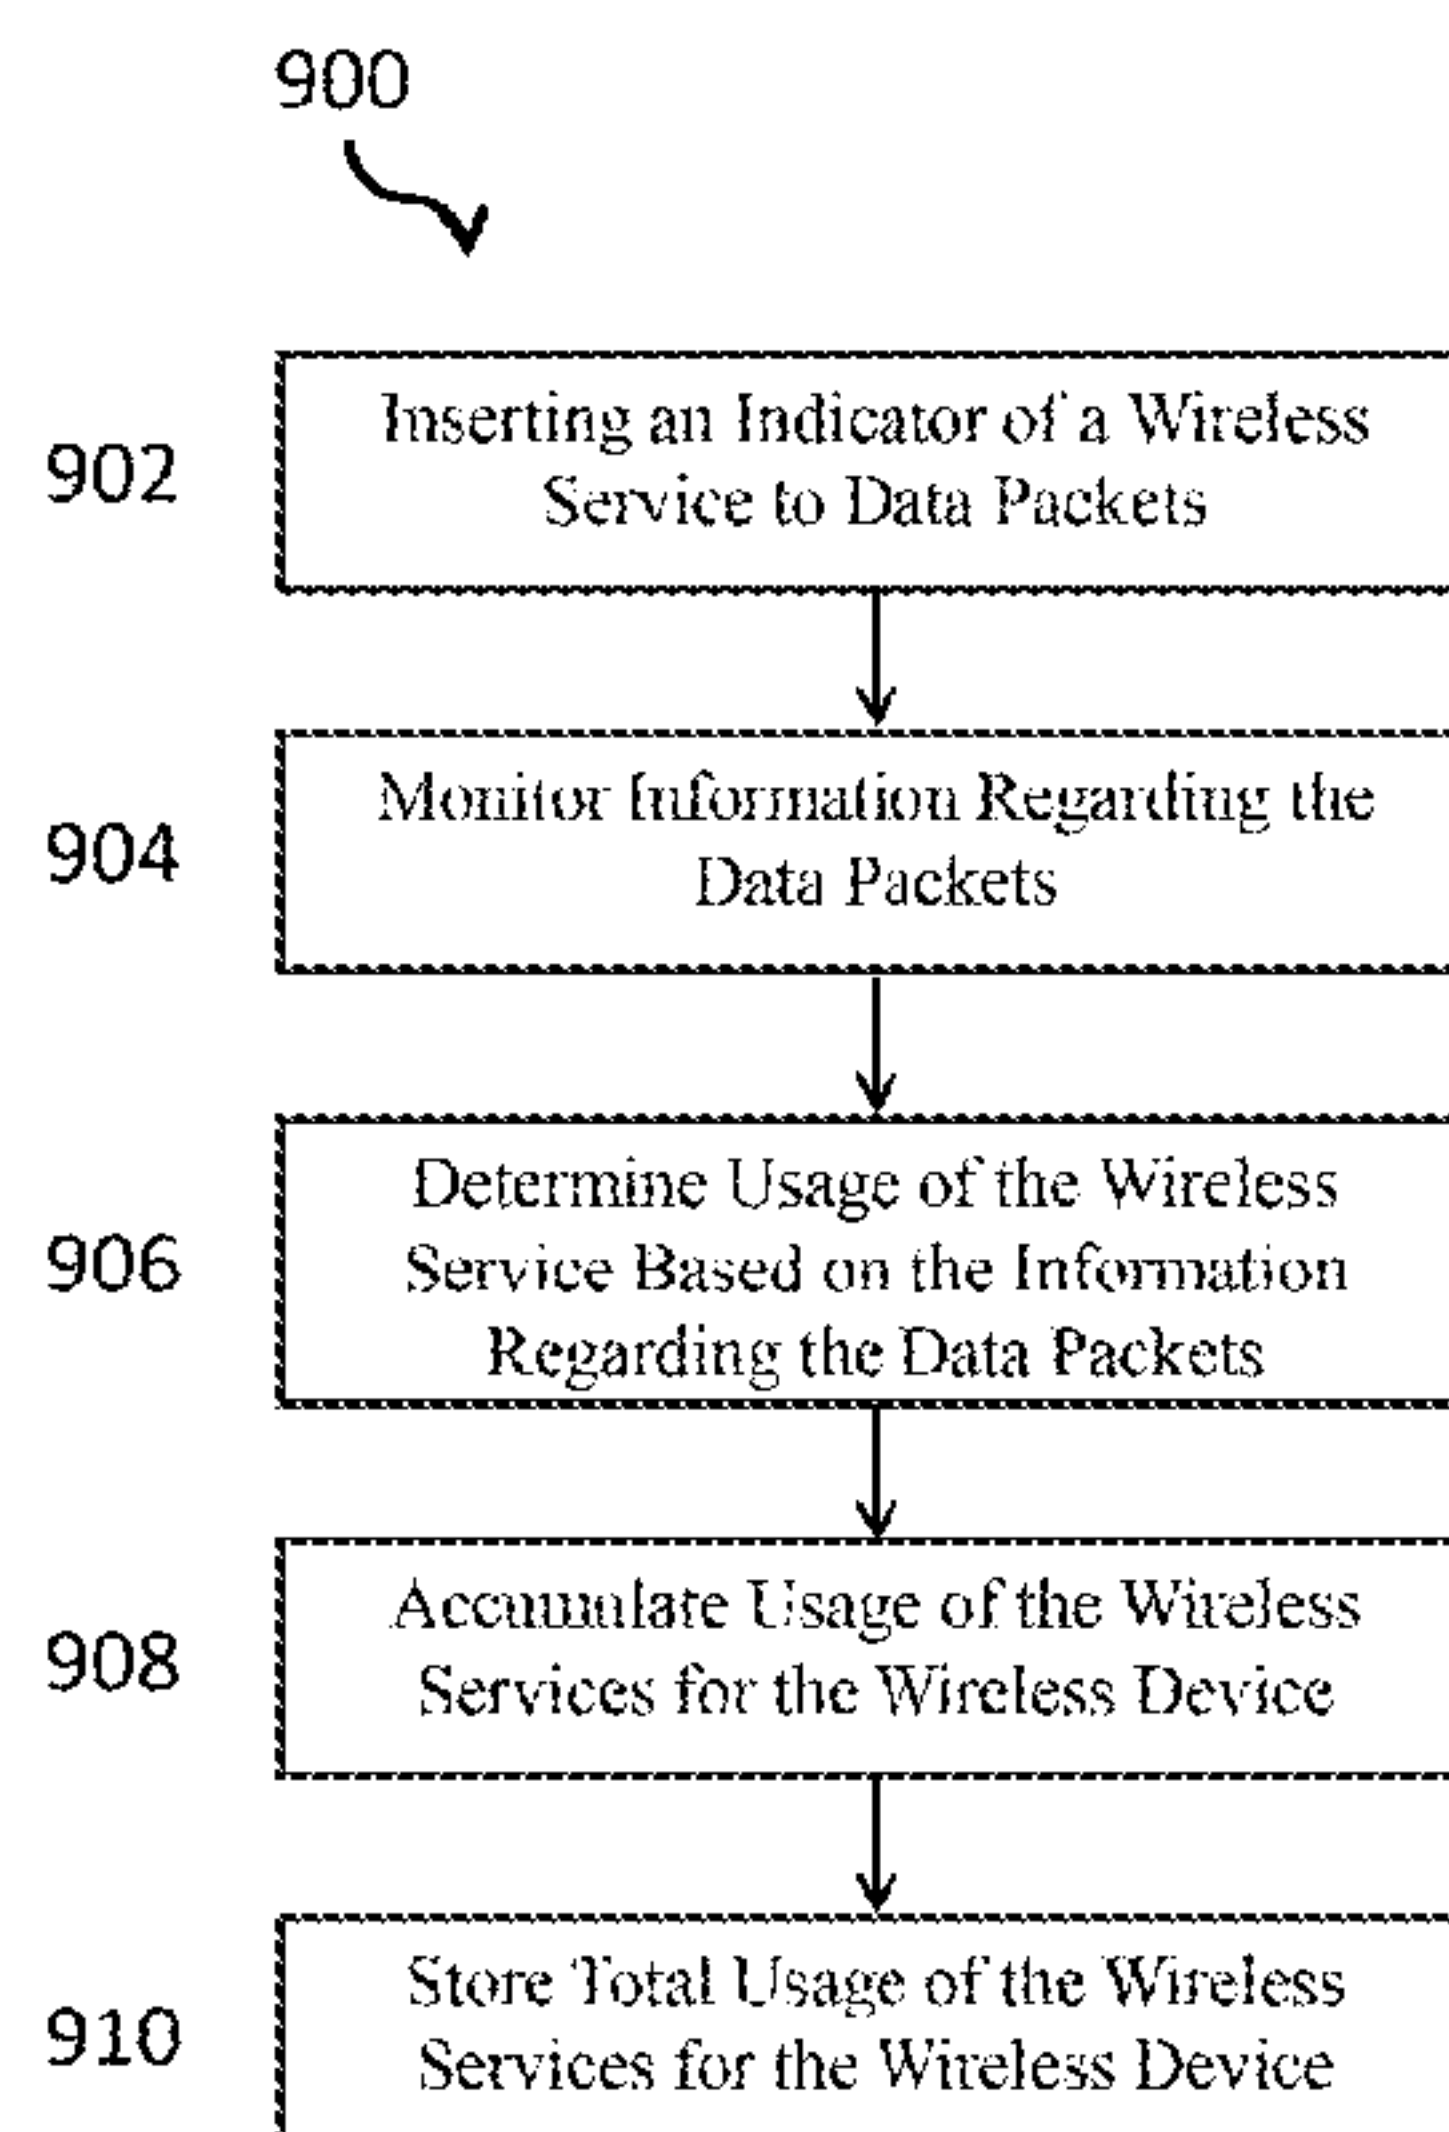 900
902
Inserting an Indicator of a Wireless
Service to Data Packets
904
Monitor Information Regarding the
Data Packets
906
Determine Usage of the Wireless
Service Based on the Information
Regarding the Data Packets
908
Accumulate Usage of the Wireless
Services for the Wireless Device
910
Store Total Usage of the Wireless
Services for the Wireless Device